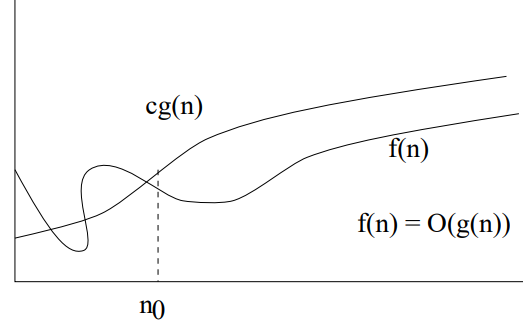 cg(n)
f(n)
f(n) = O(g(n))
n0